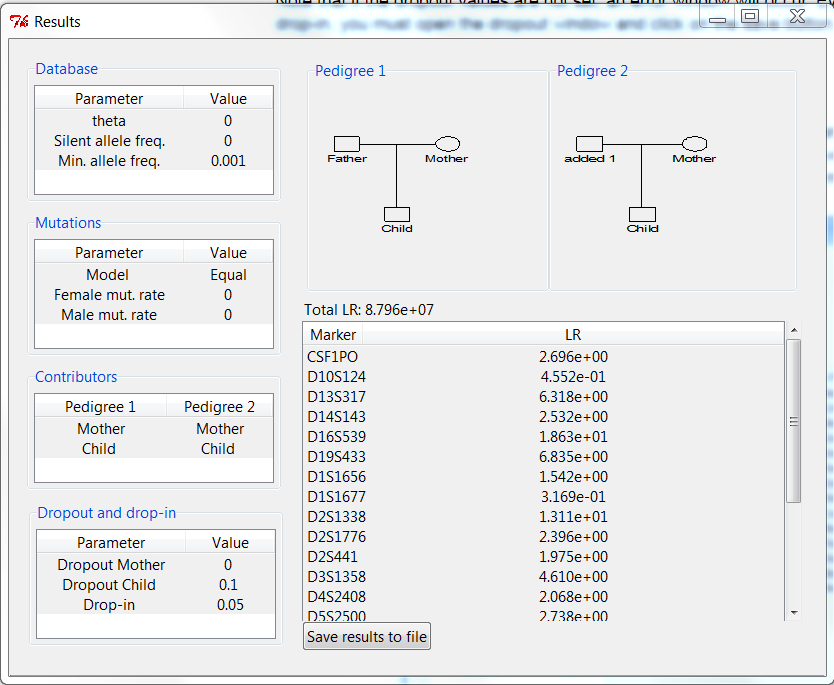 Results
Database
Parameter Value
theta 0
Silent allele freq. 0
Min. allele freq. 0.001
Mutations
Parameter Value
Model Equal
Female mut. rate 0
Male mut. rate 0
Contributors
Pedigree 1 Pedigree 2
Mother Mother
Child Child
Dropout and drop-in
Parameter Value
Dropout Mother 0
Dropout Child 0.1
Drop-in 0.05
Pedigree 1
Father Mother
Child
Pedigree 2
added 1 Mother
Child
Total LR: 8.796e+07
Marker LR
CSF1PO 2.696e+00
D10S124 4.552e-01
D13S317 6.318e+00
D14S143 2.532e+00
D16S539 1.863e+01
D19S433 6.835e+00
D1S1656 1.542e+00
D1S1677 3.169e-01
D2S1338 1.311e+01
D2S1776 2.396e+00
D2S441 1.975e+00
D3S1358 4.610e+00
D4S2408 2.068e+00
D5S2500 2.738e+00
Save results to file